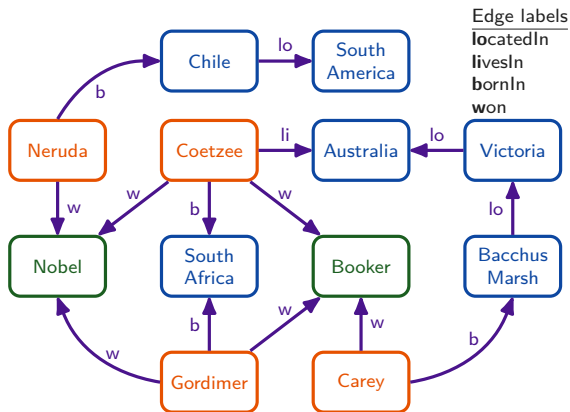 Edge labels
locatedIn
livesIn
bornIn
won
Chile
lo
South
America
b
Neruda
Coetzee
li
Australia
lo
Victoria
w
w
b
w
lo
Nobel
South
Africa
Booker
Bacchus
Marsh
w
b
w
w
b
Gordimer
Carey